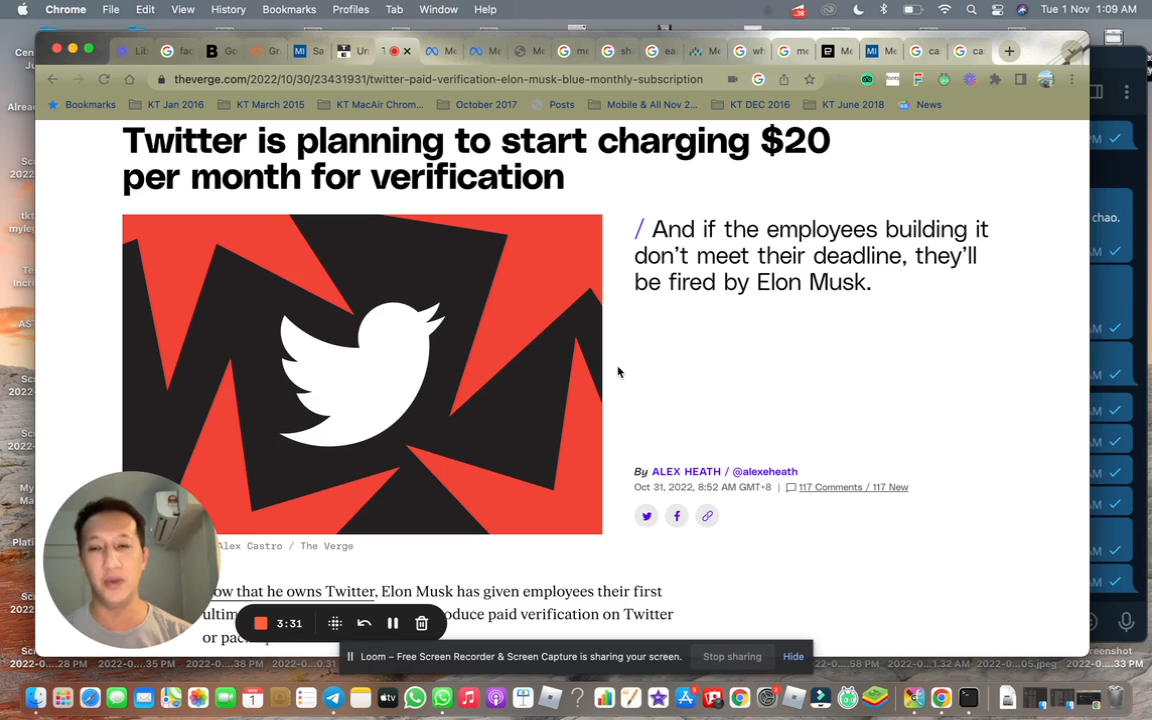 Chrome File Edit View History Bookmarks Profiles Tab Window Help Tue 1 Nov 1:09 AM
theverge.com/2022/10/30/23431931/twitter-paid-verification-elon-musk-blue-monthly-subscription
Bookmarks KT Jan 2016 KT March 2015 KT MacAir Chrom... October 2017 Posts Mobile & All Nov 2... KT DEC 2016 KT June 2018 News
Twitter is planning to start charging $20
per month for verification
/ And if the employees building it
don't meet their deadline, they'll
be fired by Elon Musk.
By ALEX HEATH / @alexeheath
Oct 31, 2022, 8:52 AM GMT+8 | 117 Comments / 117 New
Alex Castro / The Verge
ow that he owns Twitter, Elon Musk has given employees their first
ultim
oduce paid verification on Twitter
or pac
3:31
Loom – Free Screen Recorder & Screen Capture is sharing your screen. Stop sharing Hide
chao.